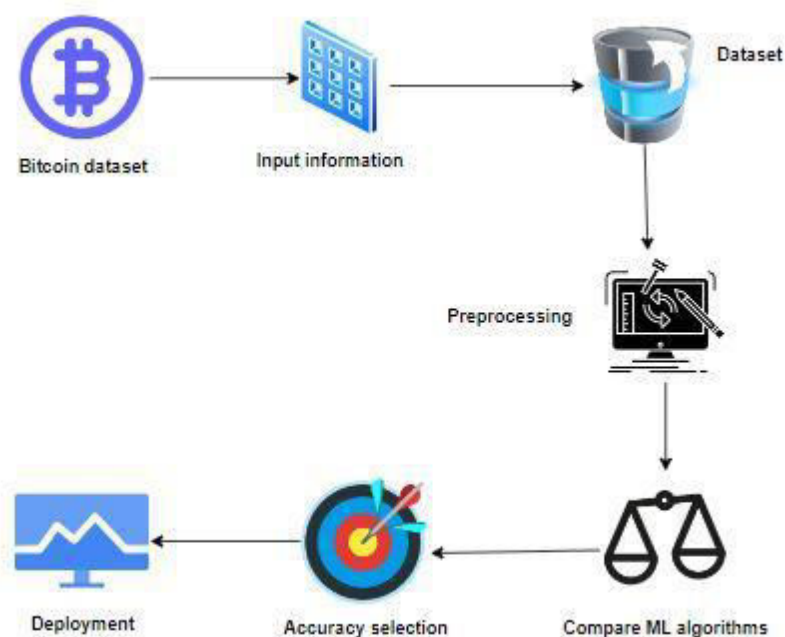 Bitcoin dataset
Input information
Dataset
Preprocessing
Compare ML algorithms
Accuracy selection
Deployment